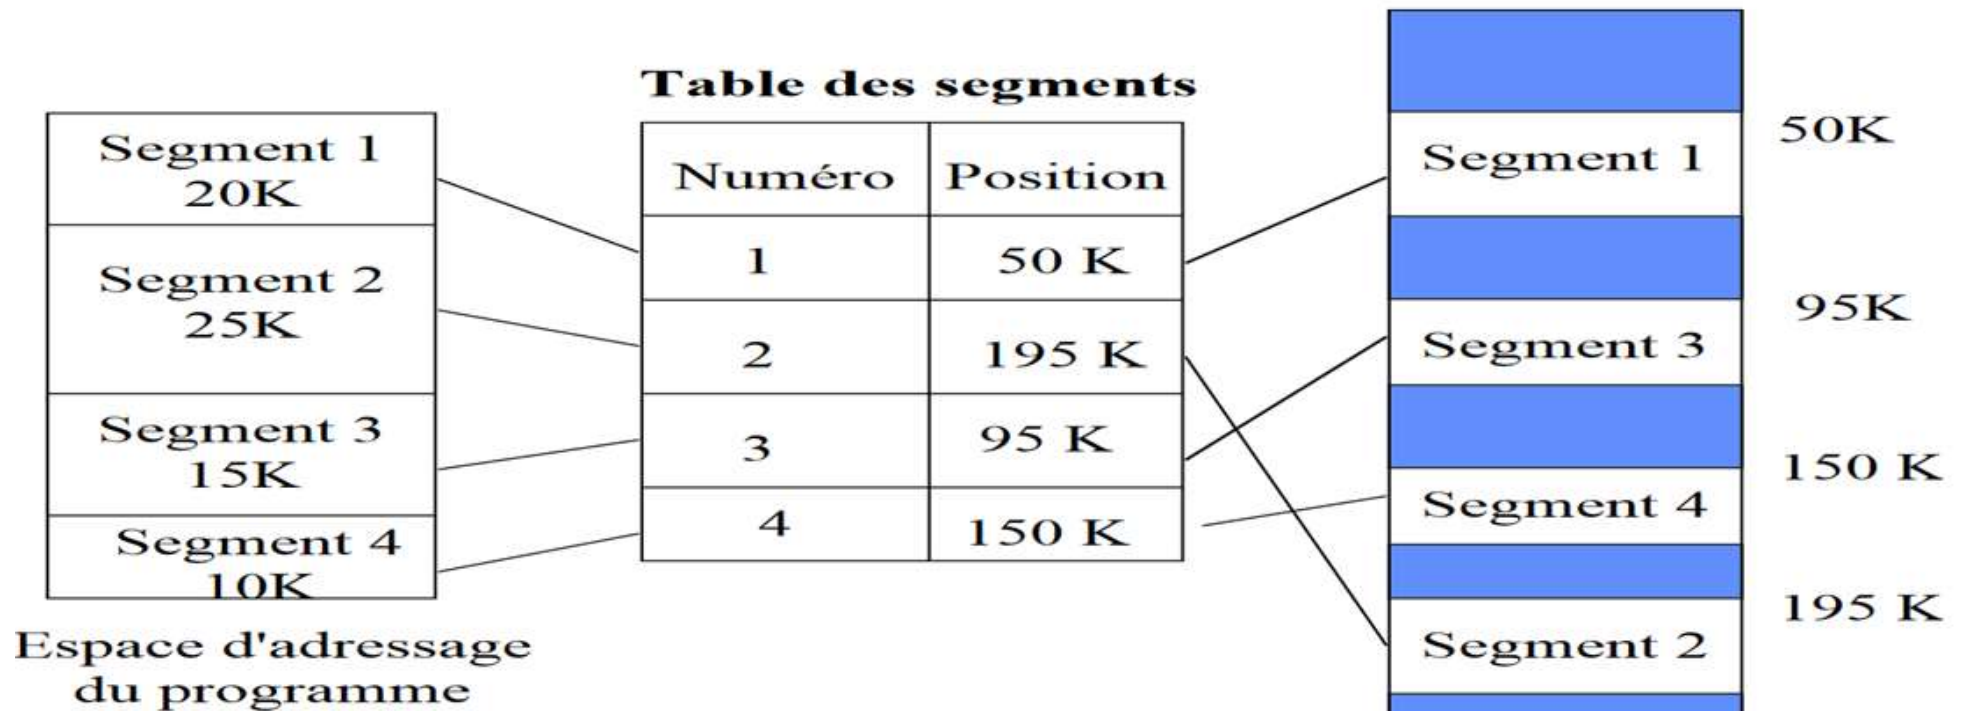 Segment 1
20K
Segment 2
25K
Segment 3
15K
Segment 4
10K
Espace d'adressage
du programme
Table des segments
Numéro Position
1 50 K
2 195 K
3 95 K
4 150 K
Segment 1
50K
Segment 3
95K
Segment 4
150 K
Segment 2
195 K